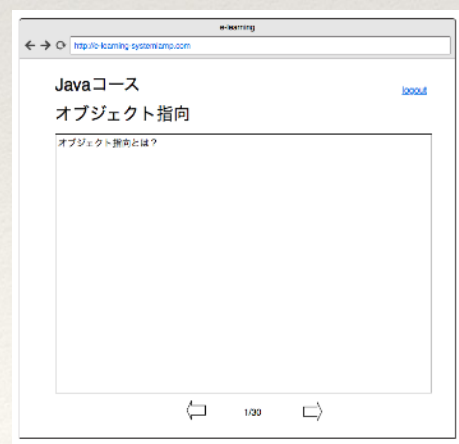 e-learning
http://e-learning-systemlamp.com
Javaコース
logout
オブジェクト指向
オブジェクト指向とは？
1/30